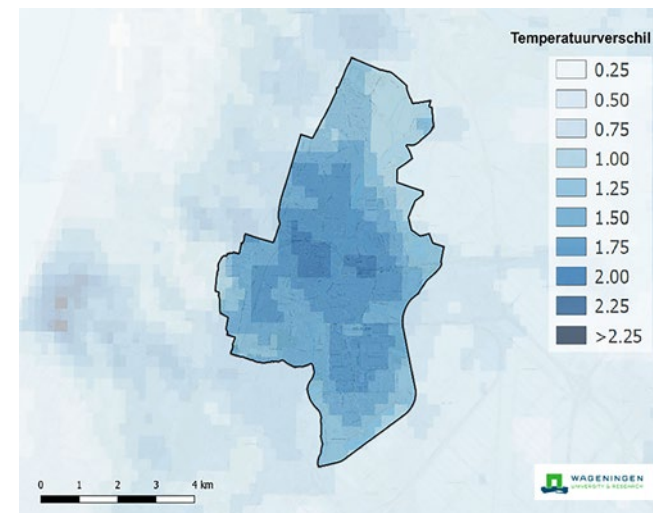 Temperatuurverschil
0.25
0.50
0.75
1.00
1.25
1.50
1.75
2.00
2.25
>2.25
0 1 2 3 4 km
WAGENINGEN
UNIVERSITY & RESEARCH